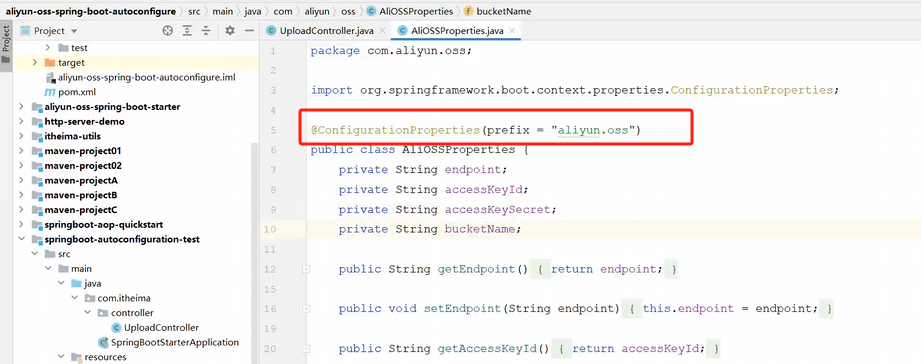 aliyun-oss-spring-boot-autoconfigure > src > main > java > com > aliyun > oss > AliOSSProperties > bucketName
Project
Project
UploadController.java
AliOSSProperties.java
test
target
aliyun-oss-spring-boot-autoconfigure.iml
pom.xml
aliyun-oss-spring-boot-starter
http-server-demo
itheima-utils
maven-project01
maven-project02
maven-projectA
maven-projectB
maven-projectC
springboot-aop-quickstart
springboot-autoconfiguration-test
src
main
java
com.itheima
controller
UploadController
SpringBootStarterApplication
resources
1 package com.aliyun.oss;
2
3 import org.springframework.boot.context.properties.ConfigurationProperties;
4
5 @ConfigurationProperties(prefix = "aliyun.oss")
6 public class AliOSSProperties {
7 private String endpoint;
8 private String accessKeyId;
9 private String accessKeySecret;
10 private String bucketName;
11
12 public String getEndpoint() { return endpoint; }
15
16 public void setEndpoint(String endpoint) { this.endpoint = endpoint; }
19
20 public String getAccessKeyId() { return accessKeyId; }